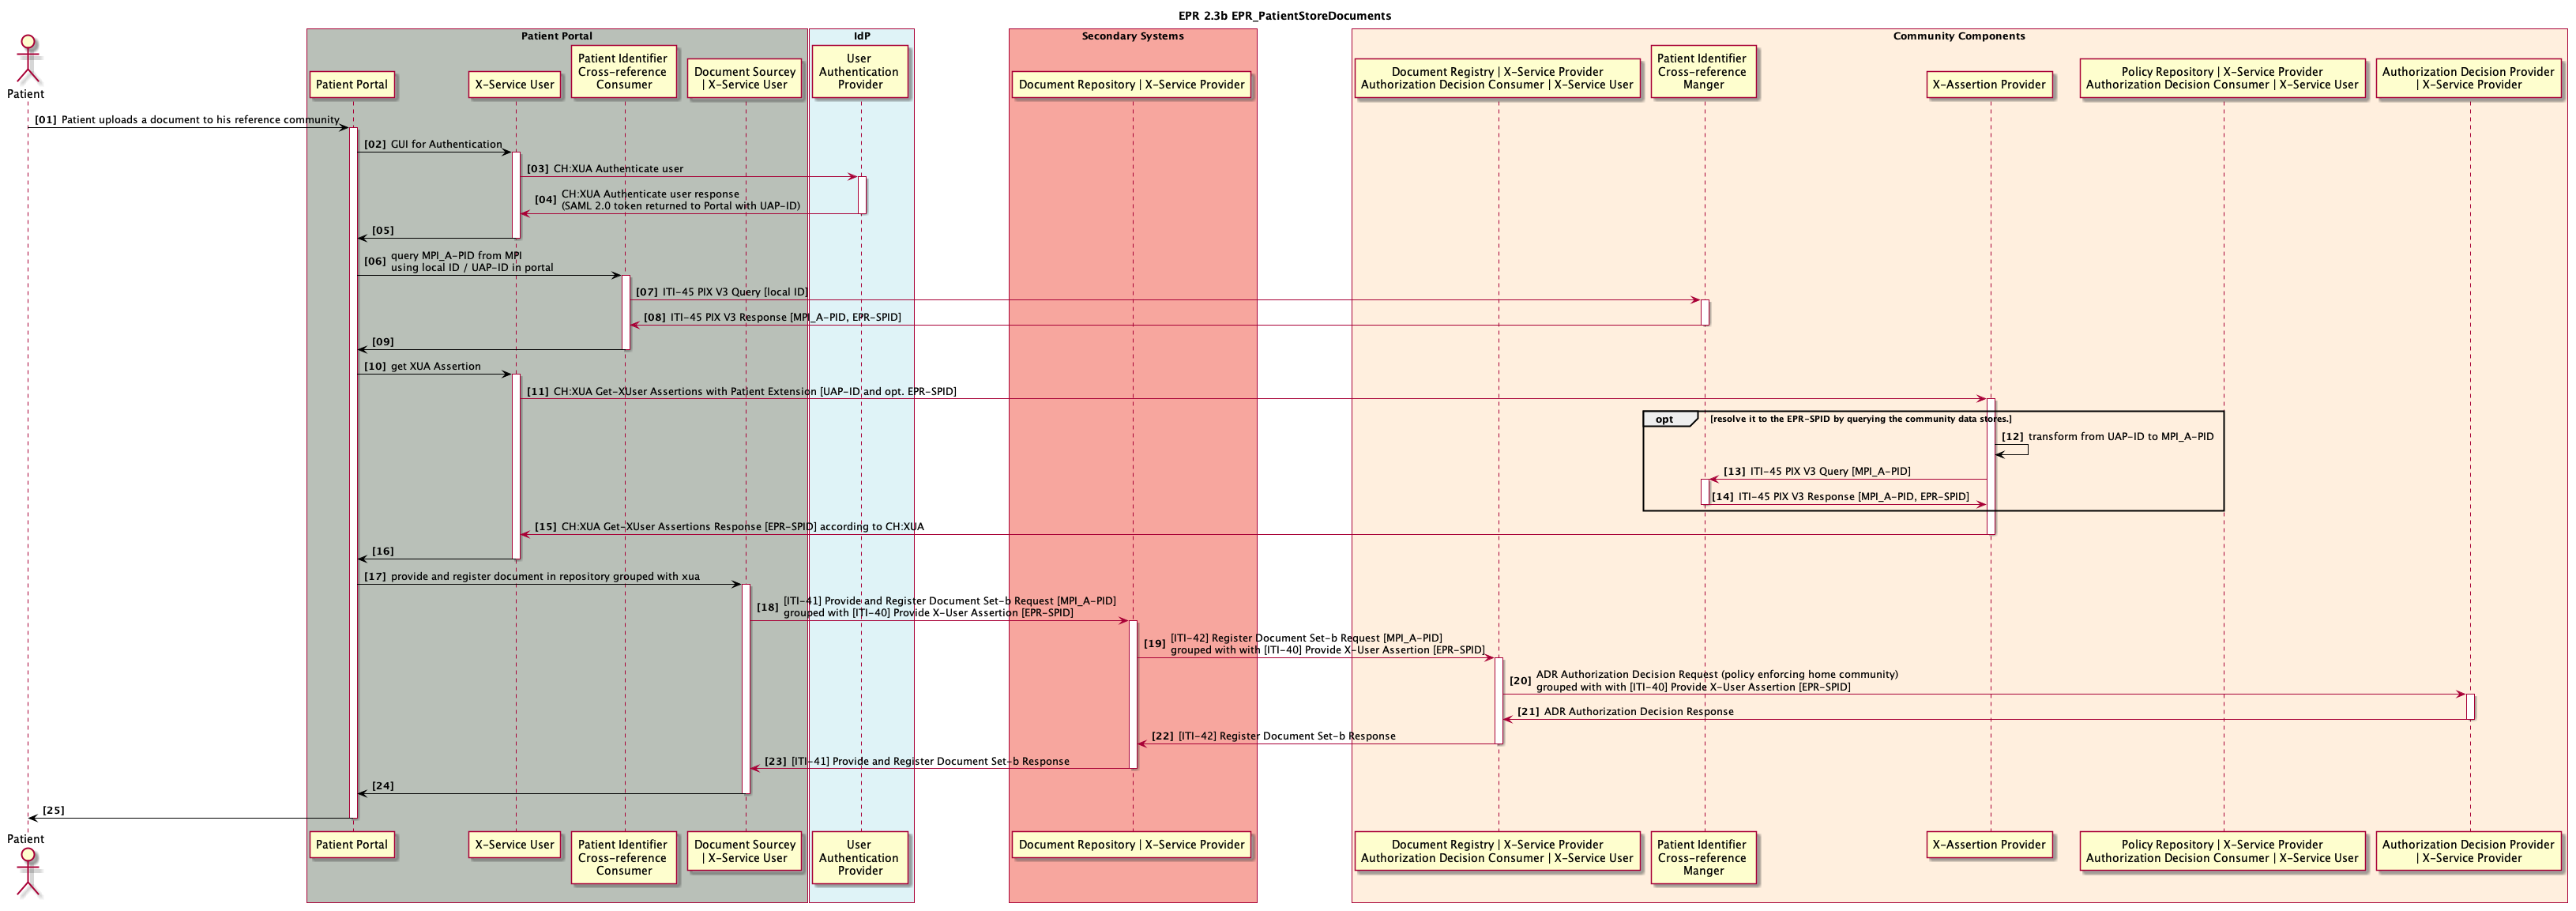 EPR 2.3b EPR_PatientStoreDocuments
Patient Portal
IdP
Secondary Systems
Community Components
Patient
Patient Portal
X-Service User
Patient Identifier
Cross-reference
Consumer
Document Sourcey
| X-Service User
User
Authentication
Provider
Document Repository | X-Service Provider
Document Registry | X-Service Provider
Authorization Decision Consumer | X-Service User
Patient Identifier
Cross-reference
Manger
X-Assertion Provider
Policy Repository | X-Service Provider
Authorization Decision Consumer | X-Service User
Authorization Decision Provider
| X-Service Provider
[01] Patient uploads a document to his reference community
[02] GUI for Authentication
[03] CH:XUA Authenticate user
[04] CH:XUA Authenticate user response
(SAML 2.0 token returned to Portal with UAP-ID)
[05]
[06] query MPI_A-PID from MPI
using local ID / UAP-ID in portal
[07] ITI-45 PIX V3 Query [local ID]
[08] ITI-45 PIX V3 Response [MPI_A-PID, EPR-SPID]
[09]
[10] get XUA Assertion
[11] CH:XUA Get-XUser Assertions with Patient Extension [UAP-ID and opt. EPR-SPID]
opt [resolve it to the EPR-SPID by querying the community data stores.]
[12] transform from UAP-ID to MPI_A-PID
[13] ITI-45 PIX V3 Query [MPI_A-PID]
[14] ITI-45 PIX V3 Response [MPI_A-PID, EPR-SPID]
[15] CH:XUA Get-XUser Assertions Response [EPR-SPID] according to CH:XUA
[16]
[17] provide and register document in repository grouped with xua
[18] [ITI-41] Provide and Register Document Set-b Request [MPI_A-PID]
grouped with [ITI-40] Provide X-User Assertion [EPR-SPID]
[19] [ITI-42] Register Document Set-b Request [MPI_A-PID]
grouped with with [ITI-40] Provide X-User Assertion [EPR-SPID]
[20] ADR Authorization Decision Request (policy enforcing home community)
grouped with with [ITI-40] Provide X-User Assertion [EPR-SPID]
[21] ADR Authorization Decision Response
[22] [ITI-42] Register Document Set-b Response
[23] [ITI-41] Provide and Register Document Set-b Response
[24]
[25]
Patient
Patient Portal
X-Service User
Patient Identifier
Cross-reference
Consumer
Document Sourcey
| X-Service User
User
Authentication
Provider
Document Repository | X-Service Provider
Document Registry | X-Service Provider
Authorization Decision Consumer | X-Service User
Patient Identifier
Cross-reference
Manger
X-Assertion Provider
Policy Repository | X-Service Provider
Authorization Decision Consumer | X-Service User
Authorization Decision Provider
| X-Service Provider